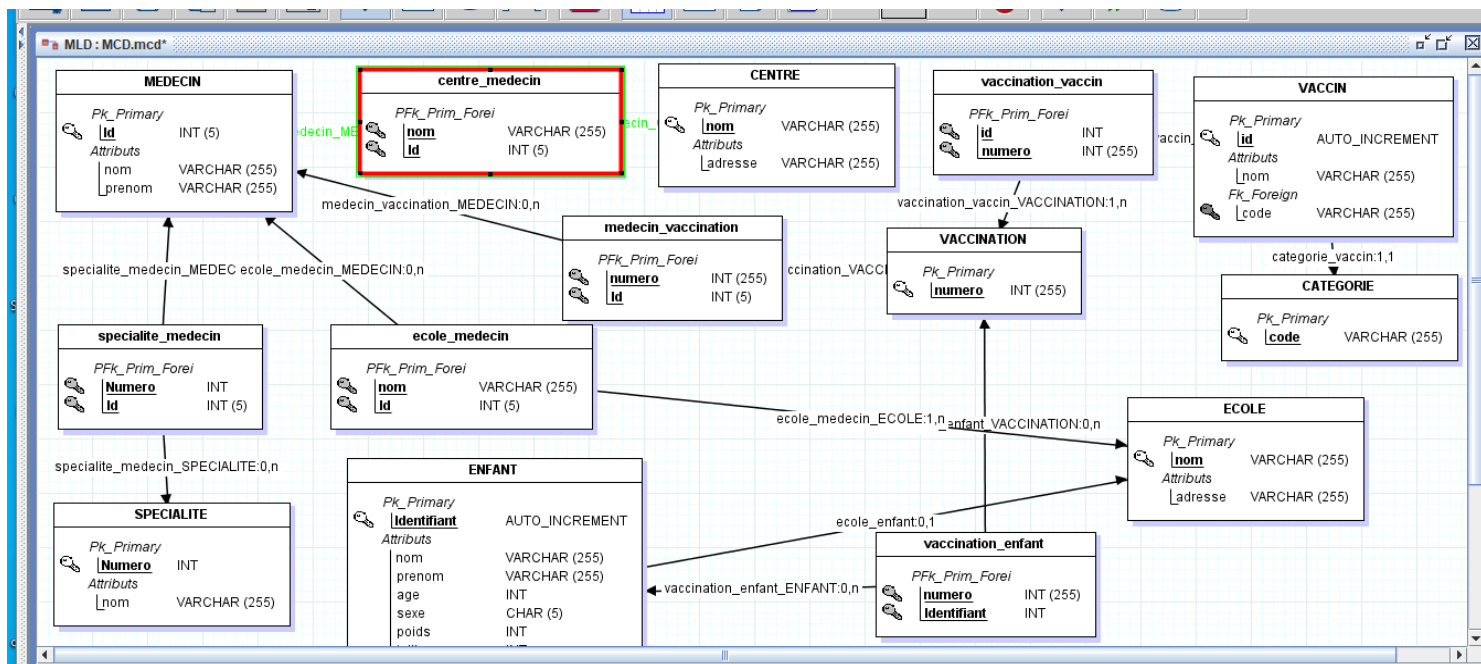 MLD : MCD.mcd*
MEDECIN
Pk_Primary
Id INT (5)
Attributs
nom VARCHAR (255)
prenom VARCHAR (255)
centre_medecin
PFk_Prim_Forei
nom VARCHAR (255)
Id INT (5)
CENTRE
Pk_Primary
nom VARCHAR (255)
Attributs
adresse VARCHAR (255)
vaccination_vaccin
PFk_Prim_Forei
id INT
numero INT (255)
VACCIN
Pk_Primary
id AUTO_INCREMENT
Attributs
nom VARCHAR (255)
Fk_Foreign
code VARCHAR (255)
medecin_vaccination_MEDECIN:0,n
vaccination_vaccin_VACCINATION:1,n
medecin_vaccination
PFk_Prim_Forei
numero INT (255)
Id INT (5)
VACCINATION
Pk_Primary
numero INT (255)
categorie_vaccin:1,1
CATEGORIE
Pk_Primary
code VARCHAR (255)
specialite_medecin_MEDEC
ecole_medecin_MEDECIN:0,n
ccination_VACCI
specialite_medecin
PFk_Prim_Forei
Numero INT
Id INT (5)
ecole_medecin
PFk_Prim_Forei
nom VARCHAR (255)
Id INT (5)
ecole_medecin_ECOLE:1,n
_enfant_VACCINATION:0,n
ECOLE
Pk_Primary
nom VARCHAR (255)
Attributs
adresse VARCHAR (255)
specialite_medecin_SPECIALITE:0,n
SPECIALITE
Pk_Primary
Numero INT
Attributs
nom VARCHAR (255)
ENFANT
Pk_Primary
Identifiant AUTO_INCREMENT
Attributs
nom VARCHAR (255)
prenom VARCHAR (255)
age INT
sexe CHAR (5)
poids INT
ecole_enfant:0,1
vaccination_enfant_ENFANT:0,n
vaccination_enfant
PFk_Prim_Forei
numero INT (255)
Identifiant INT